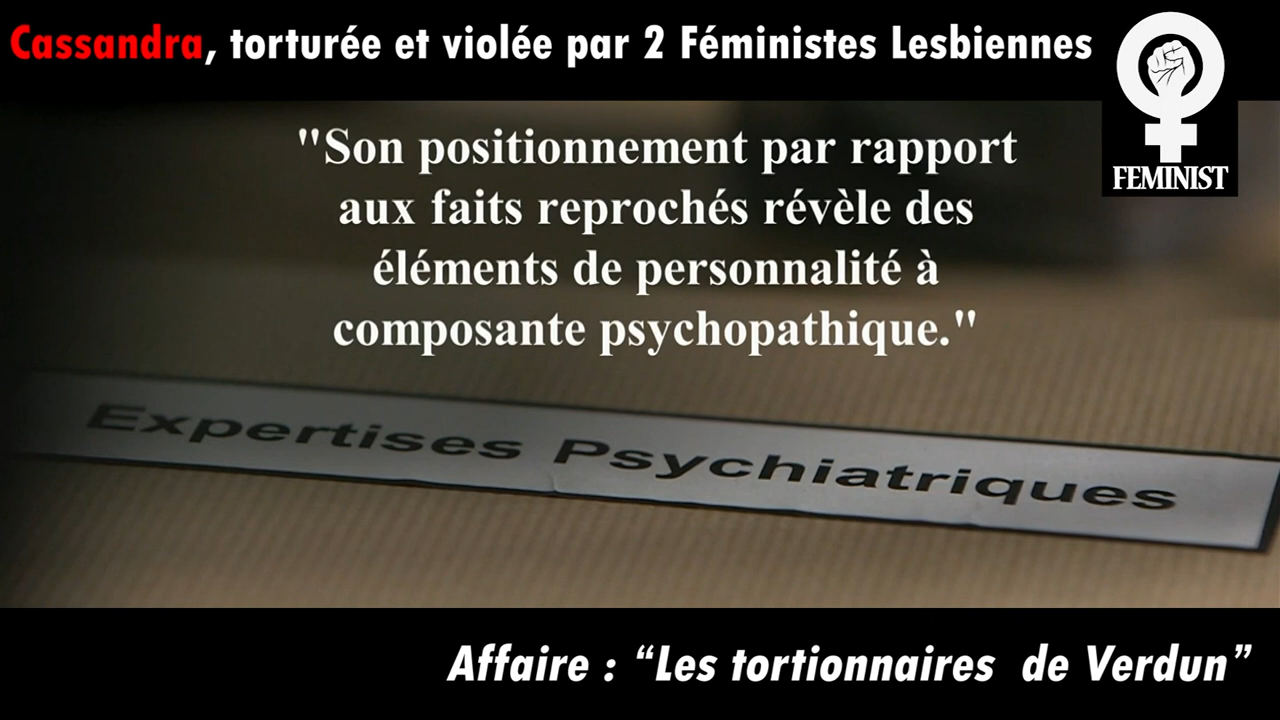 Cassandra, torturée et violée par 2 Féministes Lesbiennes
FEMINIST
"Son positionnement par rapport
aux faits reprochés révèle des
éléments de personnalité à
composante psychopathique."
Expertises Psychiatriques
Affaire : “Les tortionnaires de Verdun”